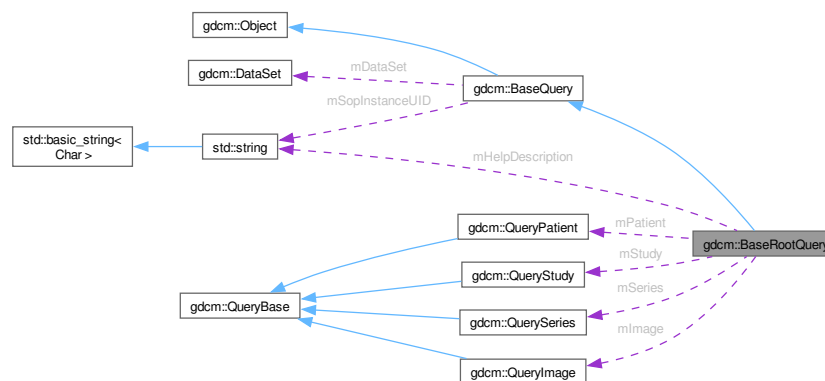 gdcm::Object
mDataSet
gdcm::DataSet
gdcm::BaseQuery
mSopInstanceUID
std::basic_string<
Char >
std::string
mHelpDescription
mPatient
gdcm::QueryPatient
gdcm::BaseRootQuery
mStudy
gdcm::QueryStudy
mSeries
gdcm::QueryBase
gdcm::QuerySeries
mImage
gdcm::QueryImage